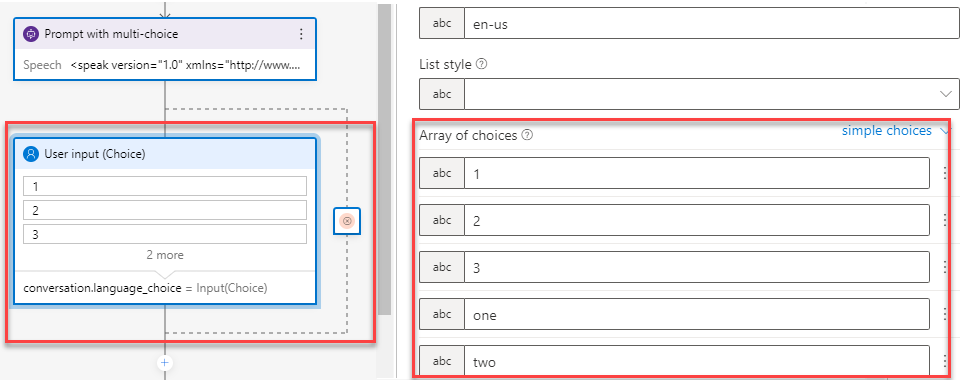 Prompt with multi-choice
Speech <speak version="1.0" xmlns="http://www....
User input (Choice)
1
2
3
2 more
conversation.language_choice = Input(Choice)
abc en-us
List style
abc
Array of choices simple choices
abc 1
abc 2
abc 3
abc one
abc two